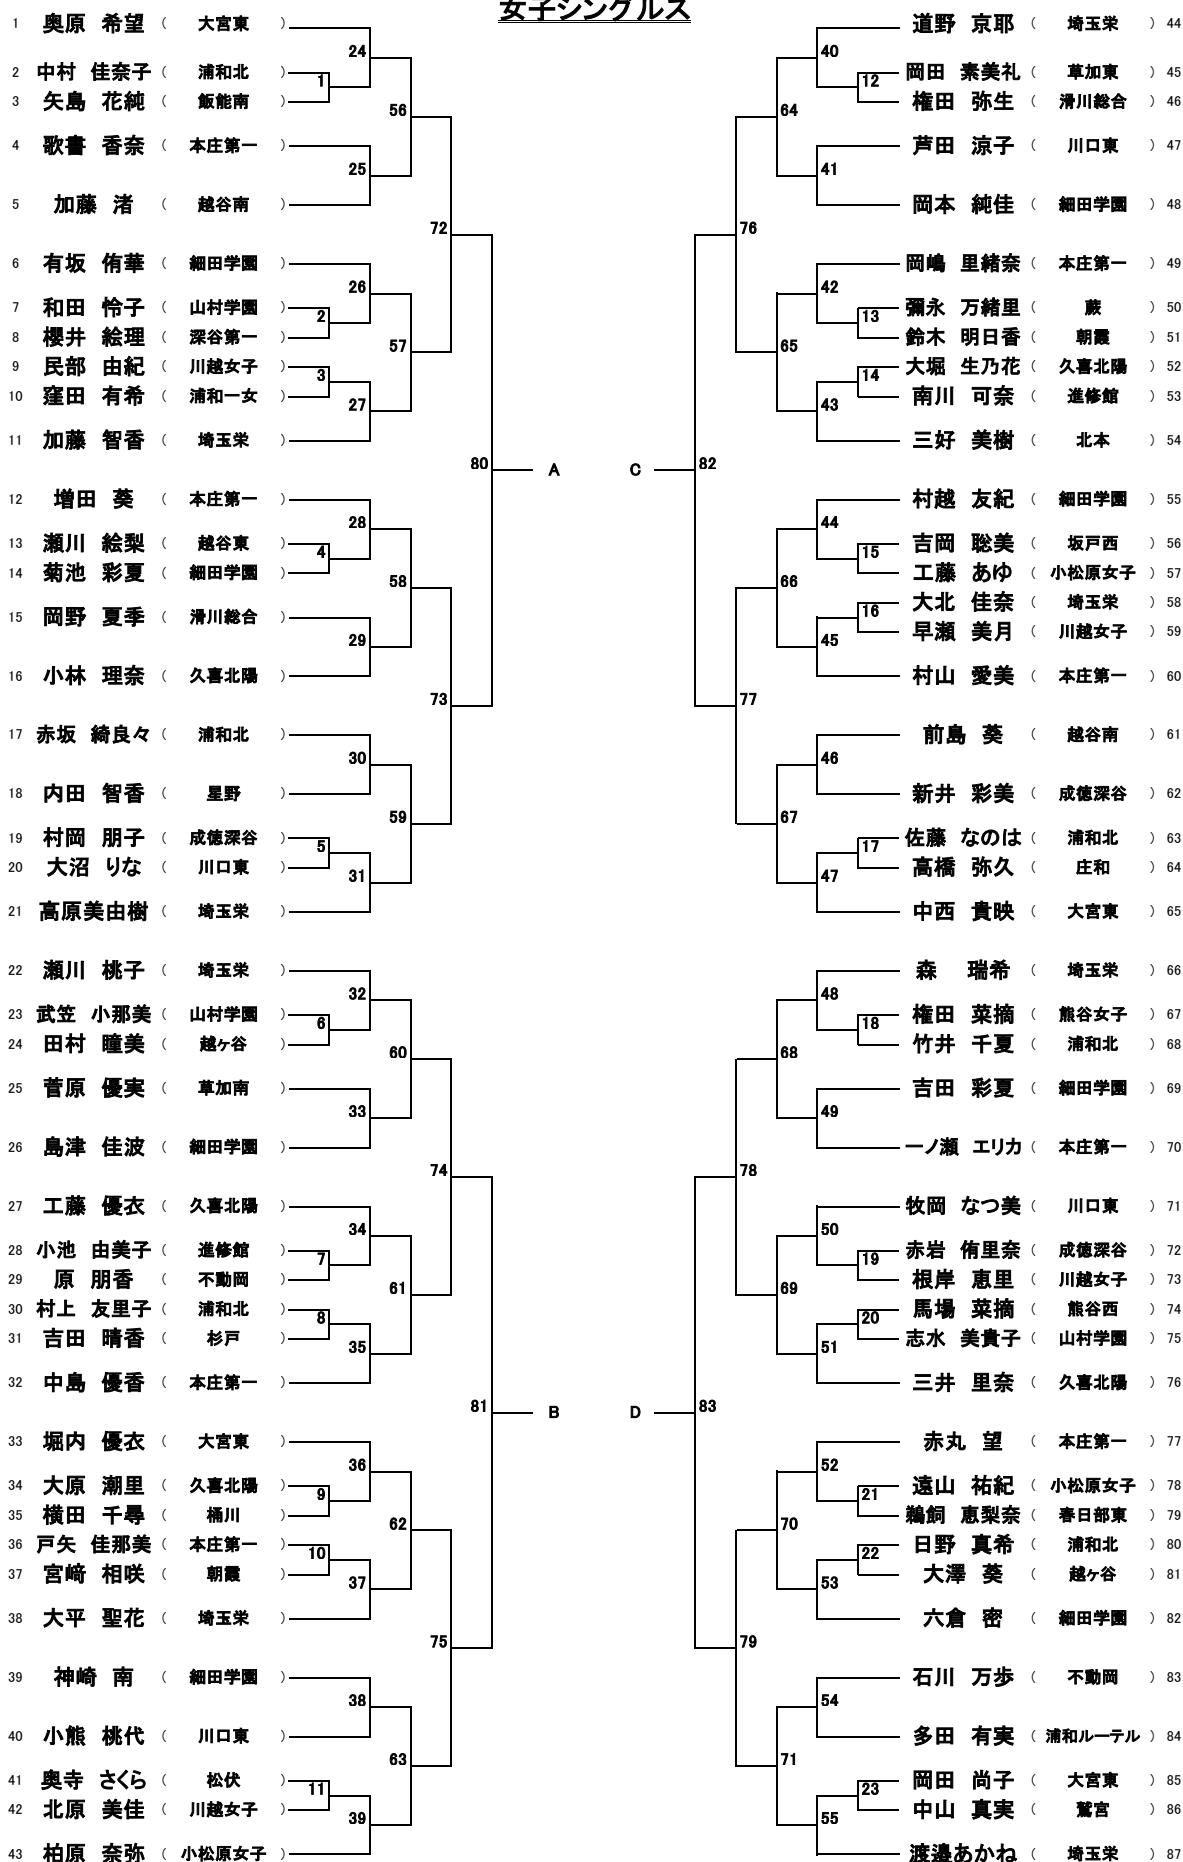 女子シングルス
1 奥原 希望 （ 大宮東 ）
2 中村 佳奈子 （ 浦和北 ）
3 矢島 花純 （ 飯能南 ）
4 歌書 香奈 （ 本庄第一 ）
5 加藤 渚 （ 越谷南 ）
6 有坂 侑華 （ 細田学園 ）
7 和田 怜子 （ 山村学園 ）
8 櫻井 絵理 （ 深谷第一 ）
9 民部 由紀 （ 川越女子 ）
10 窪田 有希 （ 浦和一女 ）
11 加藤 智香 （ 埼玉栄 ）
12 増田 葵 （ 本庄第一 ）
13 瀬川 絵梨 （ 越谷東 ）
14 菊池 彩夏 （ 細田学園 ）
15 岡野 夏季 （ 滑川総合 ）
16 小林 理奈 （ 久喜北陽 ）
17 赤坂 綺良々 （ 浦和北 ）
18 内田 智香 （ 星野 ）
19 村岡 朋子 （ 成徳深谷 ）
20 大沼 りな （ 川口東 ）
21 高原美由樹 （ 埼玉栄 ）
22 瀬川 桃子 （ 埼玉栄 ）
23 武笠 小那美 （ 山村学園 ）
24 田村 瞳美 （ 越ヶ谷 ）
25 菅原 優実 （ 草加南 ）
26 島津 佳波 （ 細田学園 ）
27 工藤 優衣 （ 久喜北陽 ）
28 小池 由美子 （ 進修館 ）
29 原 朋香 （ 不動岡 ）
30 村上 友里子 （ 浦和北 ）
31 吉田 晴香 （ 杉戸 ）
32 中島 優香 （ 本庄第一 ）
33 堀内 優衣 （ 大宮東 ）
34 大原 潮里 （ 久喜北陽 ）
35 横田 千尋 （ 桶川 ）
36 戸矢 佳那美 （ 本庄第一 ）
37 宮﨑 相咲 （ 朝霞 ）
38 大平 聖花 （ 埼玉栄 ）
39 神崎 南 （ 細田学園 ）
40 小熊 桃代 （ 川口東 ）
41 奥寺 さくら （ 松伏 ）
42 北原 美佳 （ 川越女子 ）
43 柏原 奈弥 （ 小松原女子 ）
24
1
56
25
72
26
2
57
3
27
80
A
28
4
58
29
73
30
59
5
31
32
6
60
33
74
34
7
61
8
35
81
B
36
9
62
10
37
75
38
63
11
39
40
12
64
41
76
42
13
65
14
43
C
82
44
15
66
16
45
77
46
67
17
47
48
18
68
49
78
50
19
69
20
51
D
83
52
21
70
22
53
79
54
71
23
55
道野 京耶 （ 埼玉栄 ） 44
岡田 素美礼 （ 草加東 ） 45
権田 弥生 （ 滑川総合 ） 46
芦田 涼子 （ 川口東 ） 47
岡本 純佳 （ 細田学園 ） 48
岡嶋 里緒奈 （ 本庄第一 ） 49
彌永 万緒里 （ 蕨 ） 50
鈴木 明日香 （ 朝霞 ） 51
大堀 生乃花 （ 久喜北陽 ） 52
南川 可奈 （ 進修館 ） 53
三好 美樹 （ 北本 ） 54
村越 友紀 （ 細田学園 ） 55
吉岡 聡美 （ 坂戸西 ） 56
工藤 あゆ （ 小松原女子 ） 57
大北 佳奈 （ 埼玉栄 ） 58
早瀬 美月 （ 川越女子 ） 59
村山 愛美 （ 本庄第一 ） 60
前島 葵 （ 越谷南 ） 61
新井 彩美 （ 成徳深谷 ） 62
佐藤 なのは （ 浦和北 ） 63
高橋 弥久 （ 庄和 ） 64
中西 貴映 （ 大宮東 ） 65
森 瑞希 （ 埼玉栄 ） 66
権田 菜摘 （ 熊谷女子 ） 67
竹井 千夏 （ 浦和北 ） 68
吉田 彩夏 （ 細田学園 ） 69
一ノ瀬 エリカ （ 本庄第一 ） 70
牧岡 なつ美 （ 川口東 ） 71
赤岩 侑里奈 （ 成徳深谷 ） 72
根岸 恵里 （ 川越女子 ） 73
馬場 菜摘 （ 熊谷西 ） 74
志水 美貴子 （ 山村学園 ） 75
三井 里奈 （ 久喜北陽 ） 76
赤丸 望 （ 本庄第一 ） 77
遠山 祐紀 （ 小松原女子 ） 78
鵜飼 恵梨奈 （ 春日部東 ） 79
日野 真希 （ 浦和北 ） 80
大澤 葵 （ 越ヶ谷 ） 81
六倉 密 （ 細田学園 ） 82
石川 万歩 （ 不動岡 ） 83
多田 有実 （ 浦和ルーテル ） 84
岡田 尚子 （ 大宮東 ） 85
中山 真実 （ 鷲宮 ） 86
渡邉あかね （ 埼玉栄 ） 87